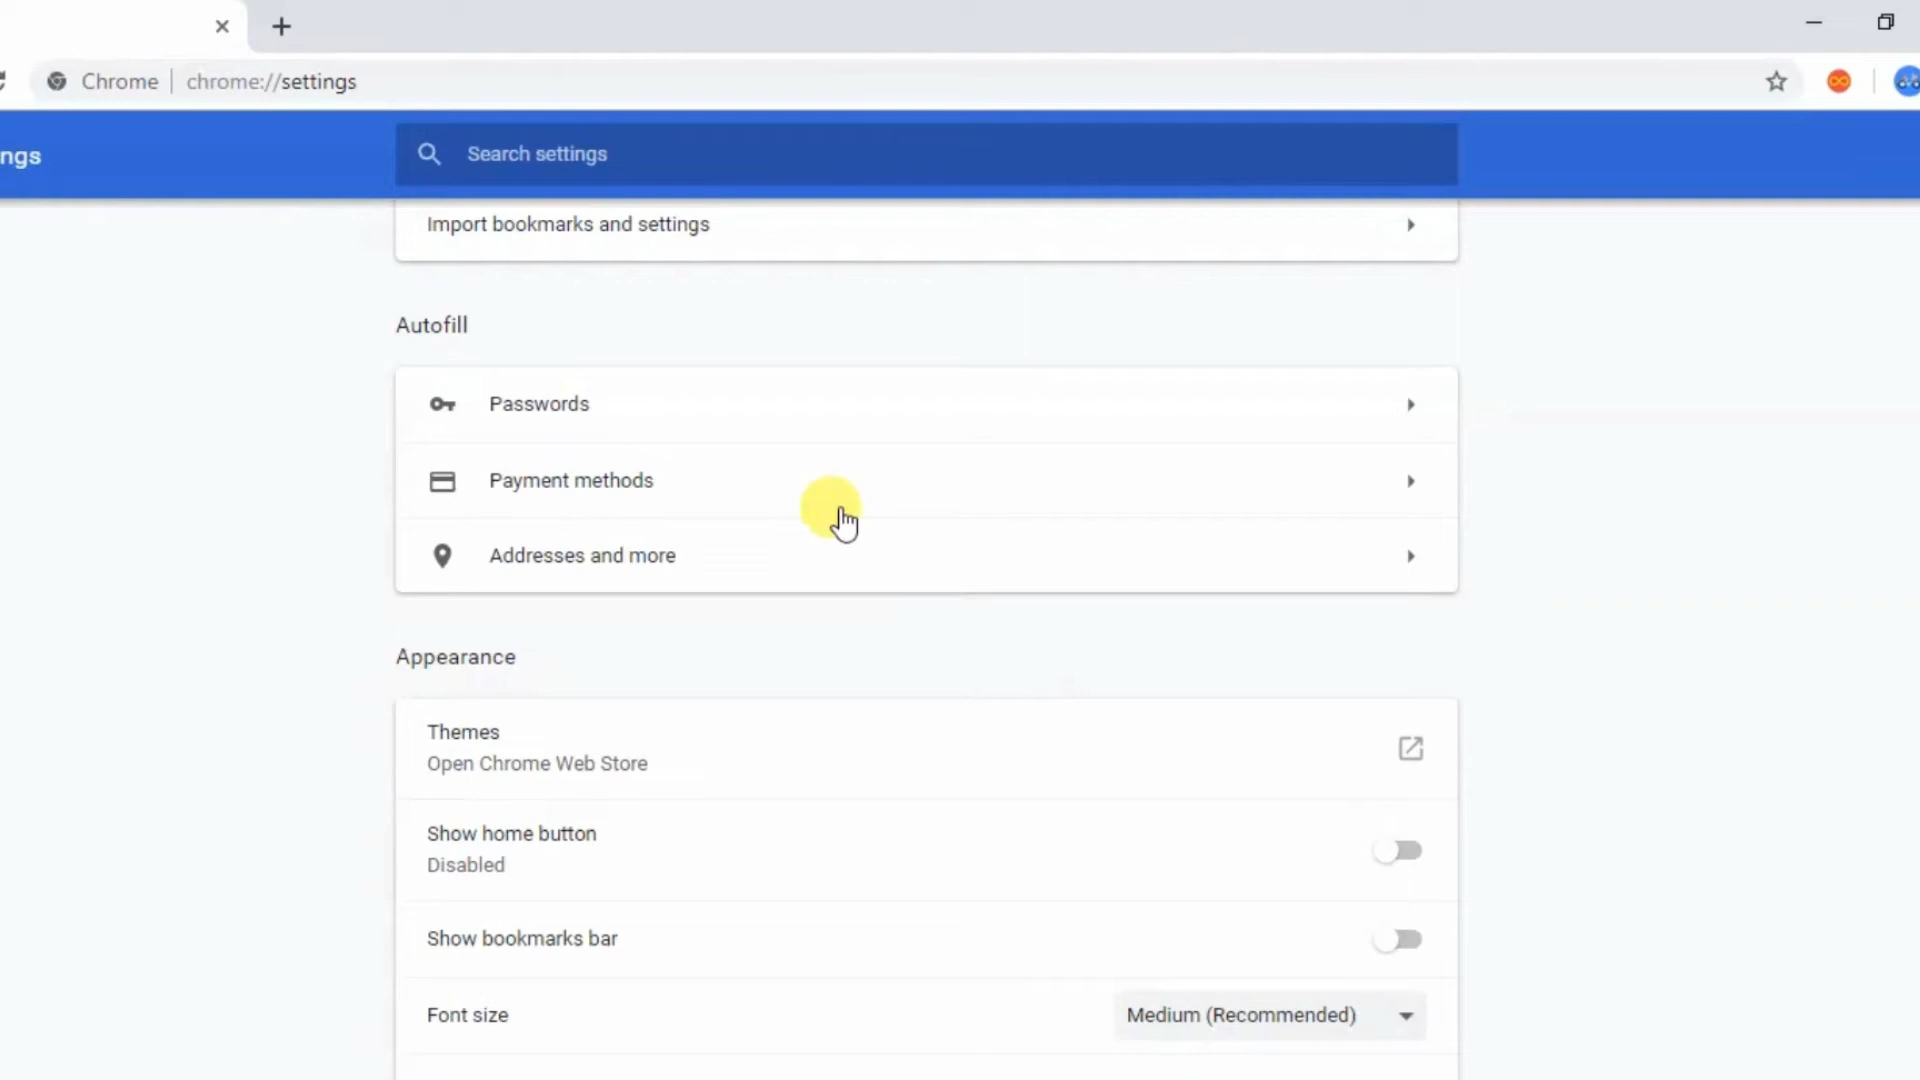 Chrome | chrome://settings
ngs
Search settings
Import bookmarks and settings
Autofill
Passwords
Payment methods
Addresses and more
Appearance
Themes
Open Chrome Web Store
Show home button
Disabled
Show bookmarks bar
Font size
Medium (Recommended)